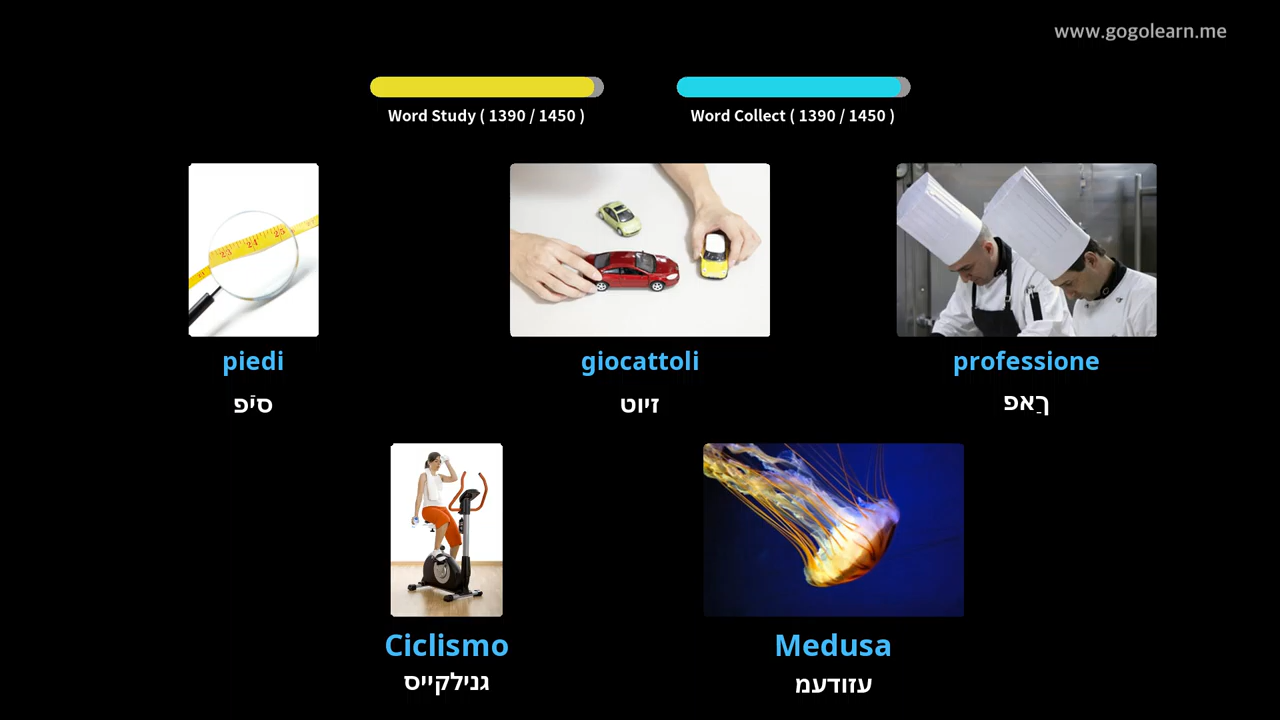 www.gogolearn.me
Word Study ( 1390 / 1450 )
Word Collect ( 1390 / 1450 )
piedi
giocattoli
professione
סיֿפ
זיוט
ךַאפ
Ciclismo
Medusa
גנילקייס
עזודעמ